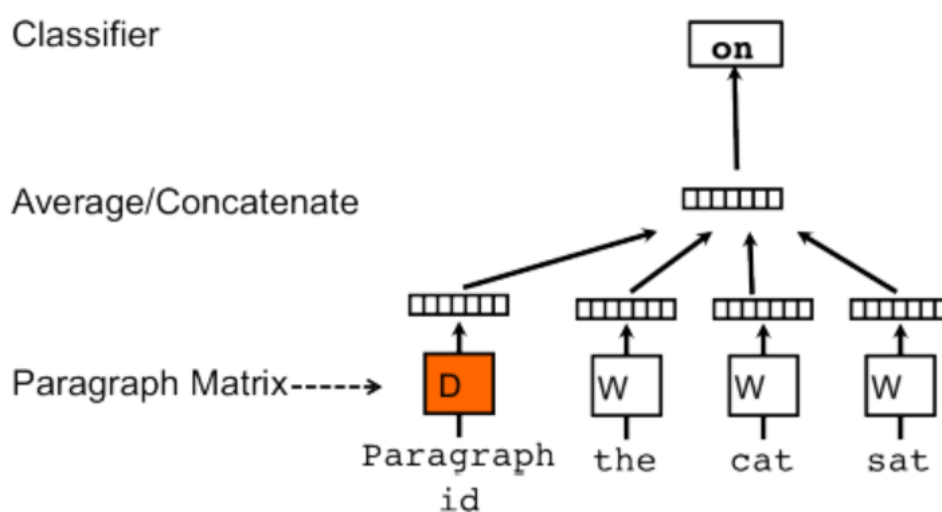 Classifier
on
Average/Concatenate
Paragraph Matrix
D
W
W
W
Paragraph
id
the
cat
sat